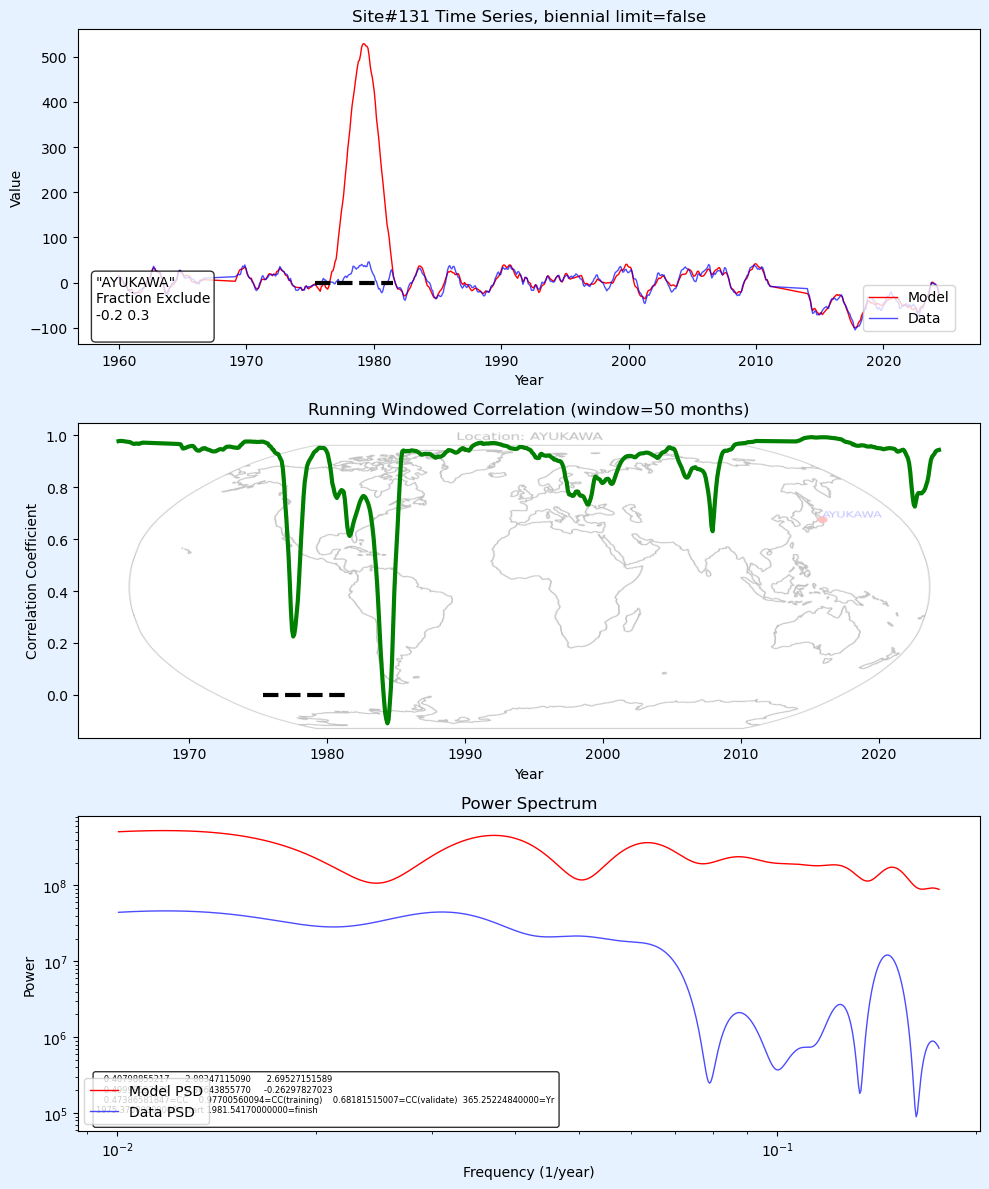 Site#131 Time Series, biennial limit=false
Value
500
400
300
200
100
0
−100
"AYUKAWA"
Fraction Exclude
-0.2 0.3
Model
Data
1960 1970 1980 1990 2000 2010 2020
Year
Running Windowed Correlation (window=50 months)
Location: AYUKAWA
Correlation Coefficient
1.0
0.8
0.6
0.4
0.2
0.0
AYUKAWA
1970 1980 1990 2000 2010 2020
Year
Power Spectrum
Power
10^8
10^7
10^6
10^5
2.69527151589
-0.26297827023
0.97700560094=CC(training) 0.68181515007=CC(validate) 365.25224840000=Yr
1981.54170000000=finish
Model PSD
Data PSD
10^−2 10^−1
Frequency (1/year)